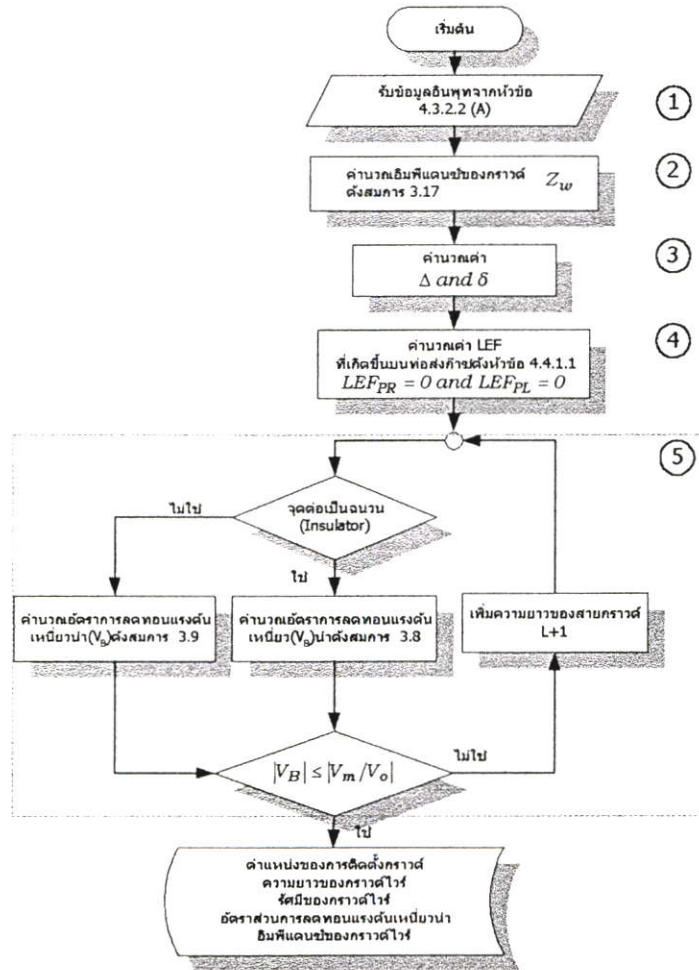 เริ่มต้น
รับข้อมูลอินพุทจากหัวข้อ
4.3.2.2 (A)
1
คำนวณอิมพีแดนซ์ของกราวด์ Z_w
ดังสมการ 3.17
2
คำนวณค่า
Δ and δ
3
คำนวณค่า LEF
ที่เกิดขึ้นบนท่อส่งก๊าซดังหัวข้อ 4.4.1.1
LEF_PR = 0 and LEF_PL = 0
4
5
จุดต่อเป็นฉนวน
(Insulator)
ไม่ใช่
ใช่
คำนวณอัตราการลดทอนแรงดัน
เหนี่ยวนำ(V_B)ดังสมการ 3.9
คำนวณอัตราการลดทอนแรงดัน
เหนี่ยว(V_B)นำดังสมการ 3.8
เพิ่มความยาวของสายกราวด์
L+1
|V_B| ≤ |V_m/V_o|
ไม่ใช่
ใช่
ตำแหน่งของการติดตั้งกราวด์
ความยาวของกราวด์ไวร์
รัศมีของกราวด์ไวร์
อัตราส่วนการลดทอนแรงดันเหนี่ยวนำ
อิมพีแดนซ์ของกราวด์ไวร์